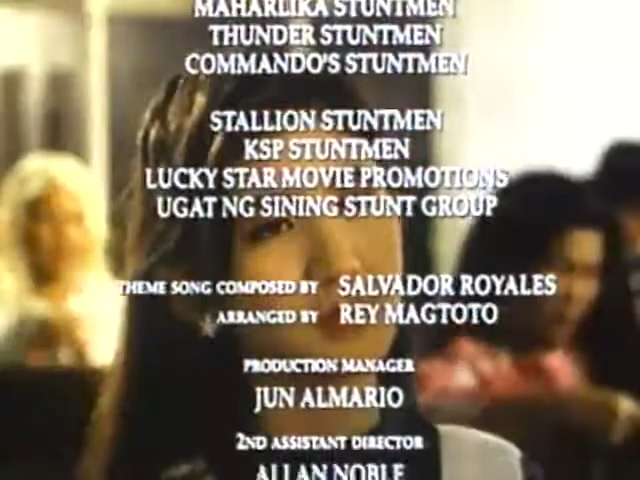 MAHARLIKA STUNTMEN
THUNDER STUNTMEN
COMMANDO'S STUNTMEN
STALLION STUNTMEN
KSP STUNTMEN
LUCKY STAR MOVIE PROMOTIONS
UGAT NG SINING STUNT GROUP
THEME SONG COMPOSED BY SALVADOR ROYALES
ARRANGED BY REY MAGTOTO
PRODUCTION MANAGER
JUN ALMARIO
2ND ASSISTANT DIRECTOR
ALLAN NOBLE